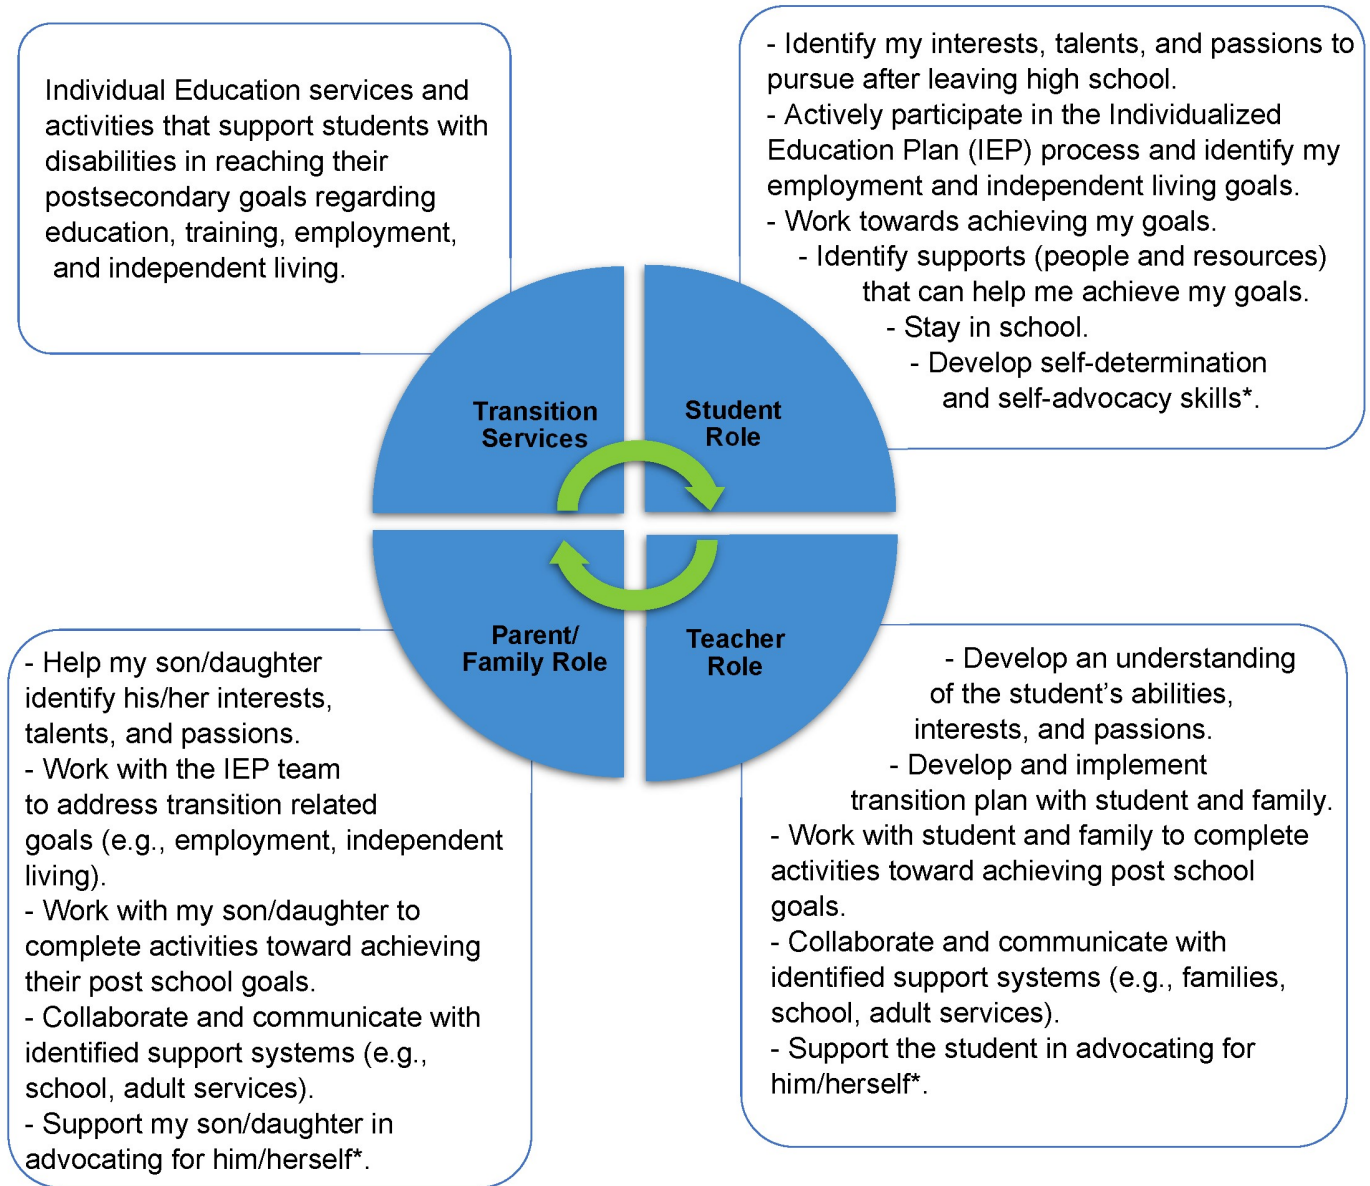 Individual Education services and
activities that support students with
disabilities in reaching their
postsecondary goals regarding
education, training, employment,
and independent living.
- Identify my interests, talents, and passions to
pursue after leaving high school.
- Actively participate in the Individualized
Education Plan (IEP) process and identify my
employment and independent living goals.
- Work towards achieving my goals.
- Identify supports (people and resources)
that can help me achieve my goals.
- Stay in school.
- Develop self-determination
and self-advocacy skills*.
Transition
Services
Student
Role
Parent/
Family Role
Teacher
Role
- Help my son/daughter
identify his/her interests,
talents, and passions.
- Work with the IEP team
to address transition related
goals (e.g., employment, independent
living).
- Work with my son/daughter to
complete activities toward achieving
their post school goals.
- Collaborate and communicate with
identified support systems (e.g.,
school, adult services).
- Support my son/daughter in
advocating for him/herself*.
- Develop an understanding
of the student’s abilities,
interests, and passions.
- Develop and implement
transition plan with student and family.
- Work with student and family to complete
activities toward achieving post school
goals.
- Collaborate and communicate with
identified support systems (e.g., families,
school, adult services).
- Support the student in advocating for
him/herself*.